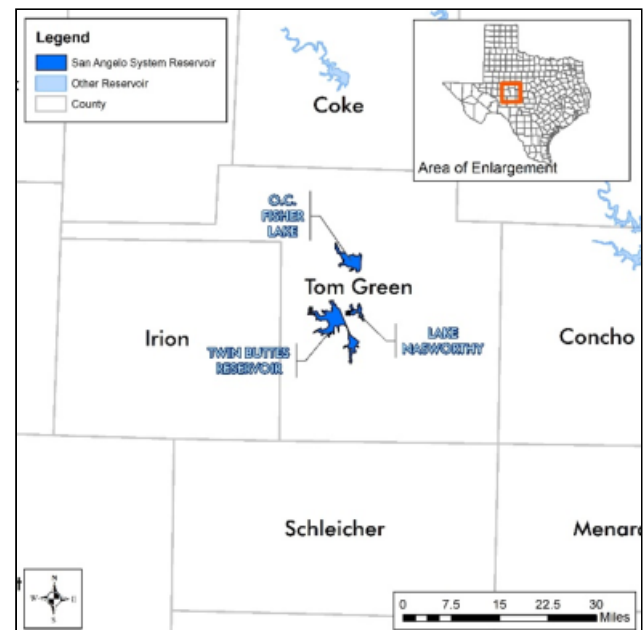 Legend
San Angelo System Reservoir
Other Reservoir
County
Coke
Area of Enlargement
O.C.
FISHER
LAKE
Tom Green
Irion
TWIN BUTTES
RESERVOIR
LAKE
NASWORTHY
Concho
Schleicher
Menard
N
W
E
S
0 7.5 15 22.5 30
Miles